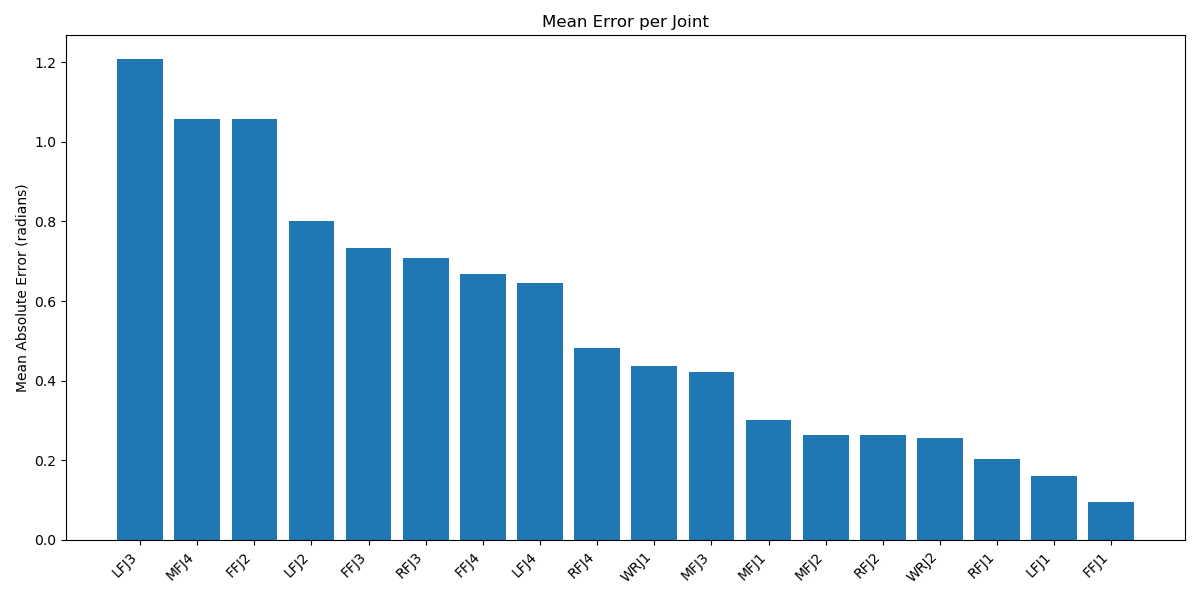 Mean Error per Joint
Mean Absolute Error (radians)
1.2
1.0
0.8
0.6
0.4
0.2
0.0
LFJ3 MFJ4 FFJ2 LFJ2 FFJ3 RFJ3 FFJ4 LFJ4 RFJ4 WRJ1 MFJ3 MFJ1 MFJ2 RFJ2 WRJ2 RFJ1 LFJ1 FFJ1